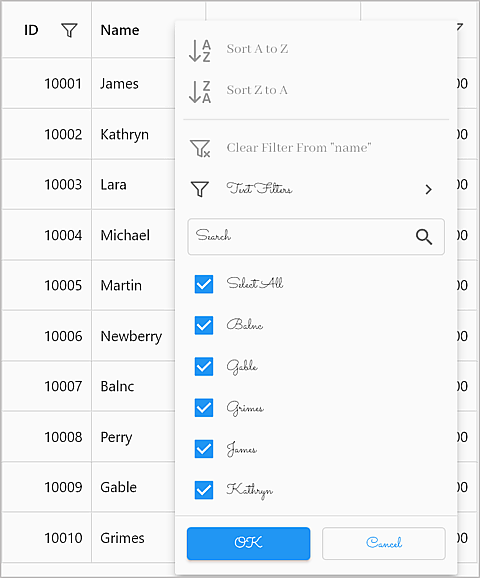 ID Name
10001 James
10002 Kathryn
10003 Lara
10004 Michael
10005 Martin
10006 Newberry
10007 Balnc
10008 Perry
10009 Gable
10010 Grimes
Sort A to Z
Sort Z to A
Clear Filter From "name"
Text Filters
Search
Select All
Balnc
Gable
Grimes
James
Kathryn
OK Cancel
00
00
00
00
00
00
00
00
00
00